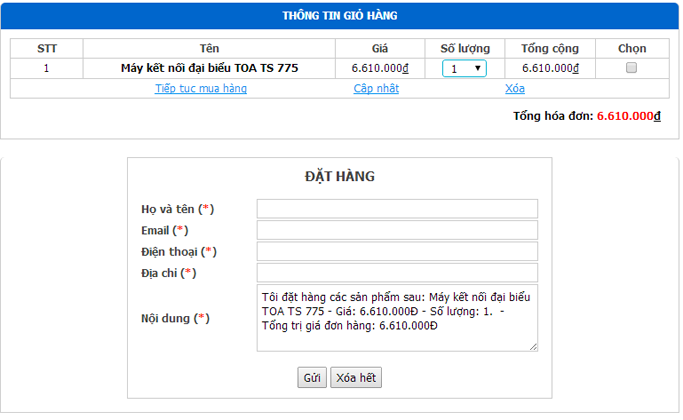 THÔNG TIN GIỎ HÀNG
STT Tên Giá Số lượng Tổng cộng Chọn
1 Máy kết nối đại biểu TOA TS 775 6.610.000₫ 1 6.610.000₫
Tiếp tục mua hàng Cập nhật Xóa
Tổng hóa đơn: 6.610.000₫
ĐẶT HÀNG
Họ và tên (*)
Email (*)
Điện thoại (*)
Địa chỉ (*)
Nội dung (*)
Tôi đặt hàng các sản phẩm sau: Máy kết nối đại biểu
TOA TS 775 - Giá: 6.610.000Đ - Số lượng: 1. -
Tổng trị giá đơn hàng: 6.610.000Đ
Gửi Xóa hết